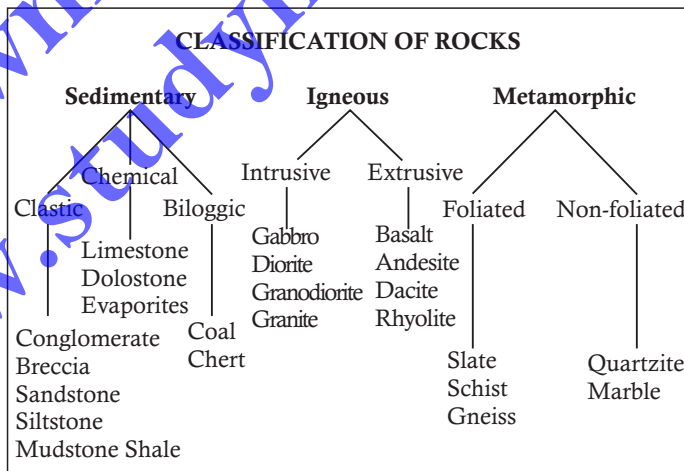 CLASSIFICATION OF ROCKS
Sedimentary
Igneous
Metamorphic
Clastic
Chemical
Biloggic
Intrusive
Extrusive
Foliated
Non-foliated
Conglomerate
Breccia
Sandstone
Siltstone
Mudstone Shale
Limestone
Dolostone
Evaporites
Coal
Chert
Gabbro
Diorite
Granodiorite
Granite
Basalt
Andesite
Dacite
Rhyolite
Slate
Schist
Gneiss
Quartzite
Marble